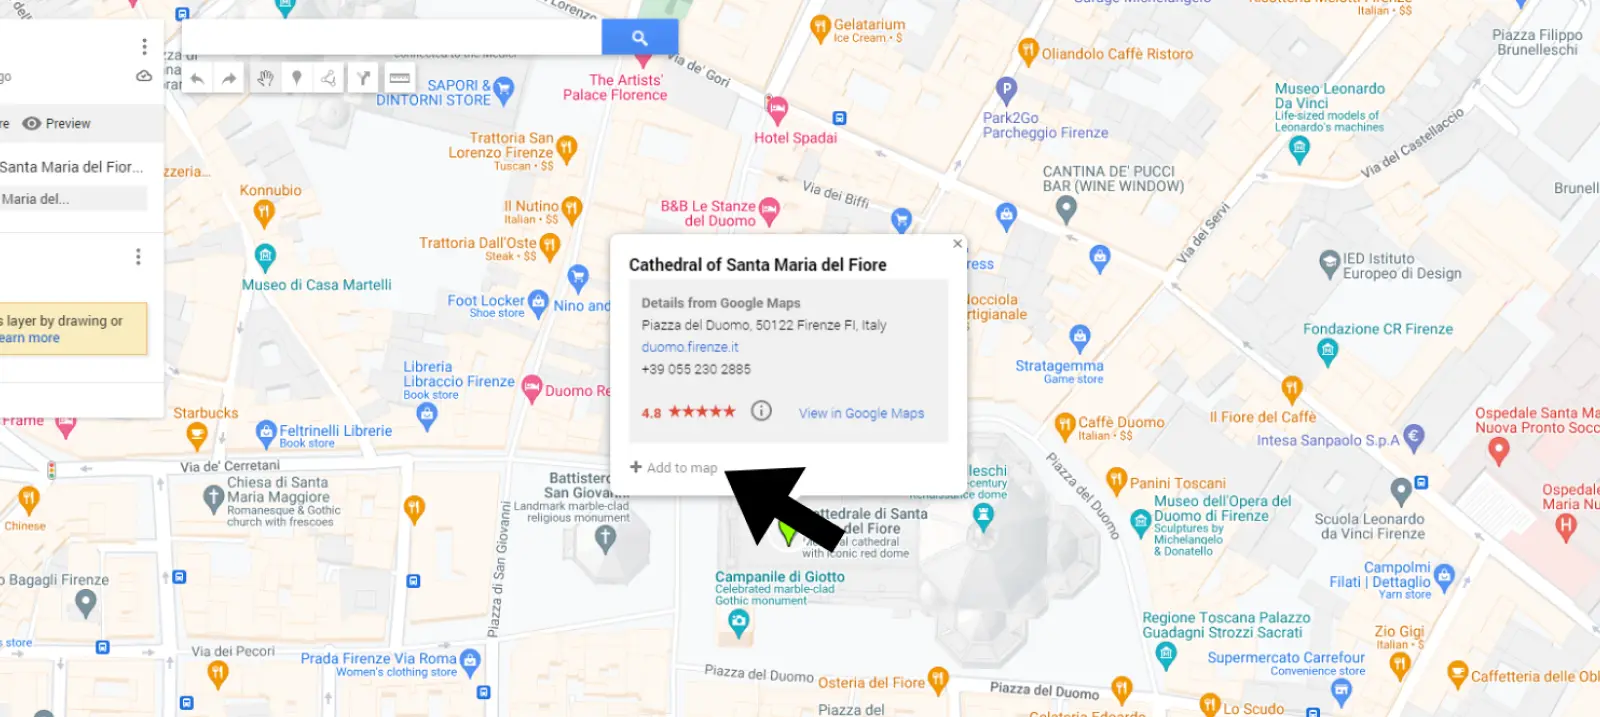 Lorenzo
Gelatarium
Ice Cream • $
Italian • $$
Piazza Filippo
Brunelleschi
Oliandolo Caffè Ristoro
connected to the Medici
Via de' Gori
go
SAPORI &
DINTORNI STORE
The Artists'
Palace Florence
Park2Go
Parcheggio Firenze
Museo Leonardo
Da Vinci
Life-sized models of
Leonardo's machines
re
Preview
Hotel Spadai
Trattoria San
Lorenzo Firenze
Tuscan • $$
Via del Castellaccio
Santa Maria del Fior...
zzeria...
Maria del...
Konnubio
CANTINA DE' PUCCI
BAR (WINE WINDOW)
Via dei Biffi
Brunell
Il Nutino
Italian • $$
B&B Le Stanze
del Duomo
Via dei Servi
Trattoria Dall'Oste
Steak • $$
Museo di Casa Martelli
Cathedral of Santa Maria del Fiore
ress
IED Istituto
Europeo di Design
Details from Google Maps
Piazza del Duomo, 50122 Firenze FI, Italy
duomo.firenze.it
+39 055 230 2885
4.8
View in Google Maps
Add to map
Foot Locker
Shoe store
Nino and
Nocciola
rtigianale
s layer by drawing or
earn more
Fondazione CR Firenze
Stratagemma
Game store
Libreria
Libraccio Firenze
Book store
Duomo Re
Frame
Starbucks
Feltrinelli Librerie
Book store
Caffè Duomo
Italian • $$
Il Fiore del Caffè
Intesa Sanpaolo S.p.A
Ospedale Santa Ma
Nuova Pronto Socc
Via de' Cerretani
Chiesa di Santa
Maria Maggiore
Romanesque & Gothic
church with frescoes
Battistero
San Giovanni
Landmark marble-clad
religious monument
leschi
-century
Renaissance dome
Piazza del Duomo
Panini Toscani
Museo dell'Opera del
Duomo di Firenze
Sculptures by
Michelangelo
& Donatello
Scuola Leonardo
da Vinci Firenze
Ospedale
Maria Nu
Chinese
Piazza di San Giovanni
attedrale di Santa
del Fiore
cathedral
with iconic red dome
o Bagagli Firenze
Campanile di Giotto
Celebrated marble-clad
Gothic monument
Campolmi
Filati | Dettaglio
Yarn store
Regione Toscana Palazzo
Guadagni Strozzi Sacrati
Zio Gigi
Italian • $
s store
Via dei Pecori
Prada Firenze Via Roma
Women's clothing store
Supermercato Carrefour
Convenience store
Piazza del Duomo
Osteria del Fiore
Piazza del Duomo
Caffetteria delle Obl
Piazza del
Lo Scudo